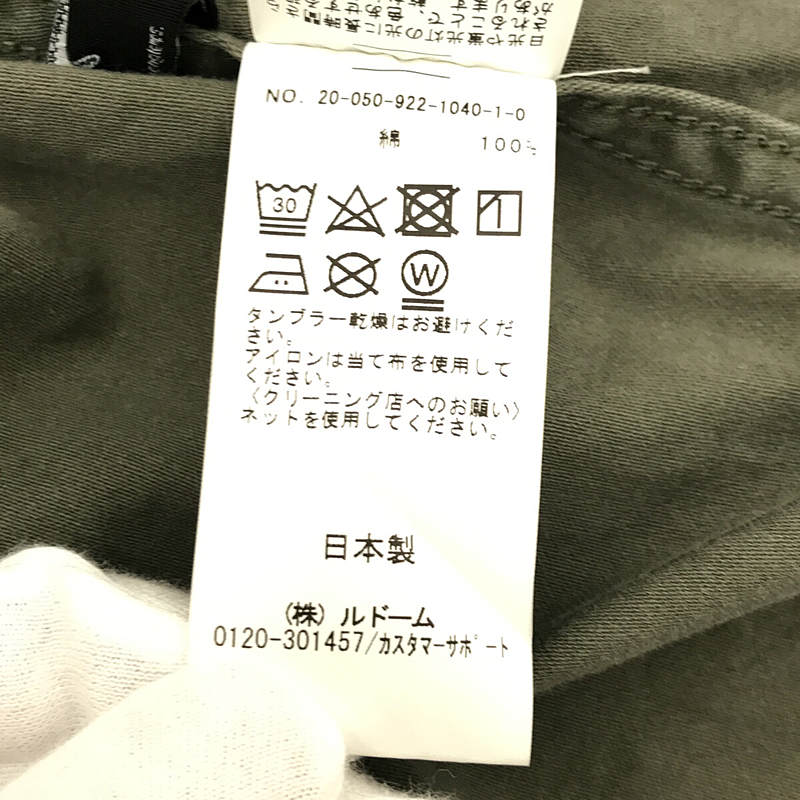 NO. 20-050-922-1040-1-0
綿 100%
30
W
タンブラー乾燥はお避けくだ
さい。
アイロンは当て布を使用して
ください。
〈クリーニング店へのお願い〉
ネットを使用してください。
日本製
(株) ルドーム
0120-301457/カスタマーサポート